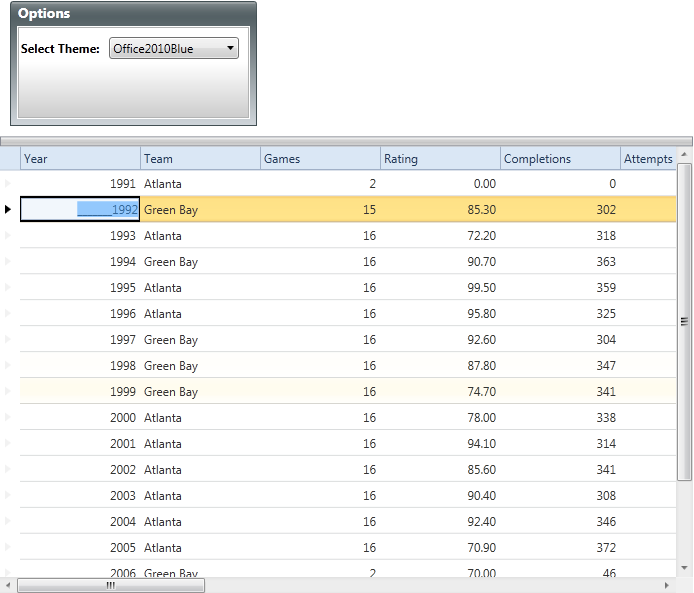 Options
Select Theme: Office2010Blue
Year Team Games Rating Completions Attempts
1991 Atlanta 2 0.00 0
1992 Green Bay 15 85.30 302
1993 Atlanta 16 72.20 318
1994 Green Bay 16 90.70 363
1995 Atlanta 16 99.50 359
1996 Atlanta 16 95.80 325
1997 Green Bay 16 92.60 304
1998 Green Bay 16 87.80 347
1999 Green Bay 16 74.70 341
2000 Atlanta 16 78.00 338
2001 Atlanta 16 94.10 314
2002 Atlanta 16 85.60 341
2003 Atlanta 16 90.40 308
2004 Atlanta 16 92.40 346
2005 Atlanta 16 70.90 372
2006 Green Bay 2 70.00 46